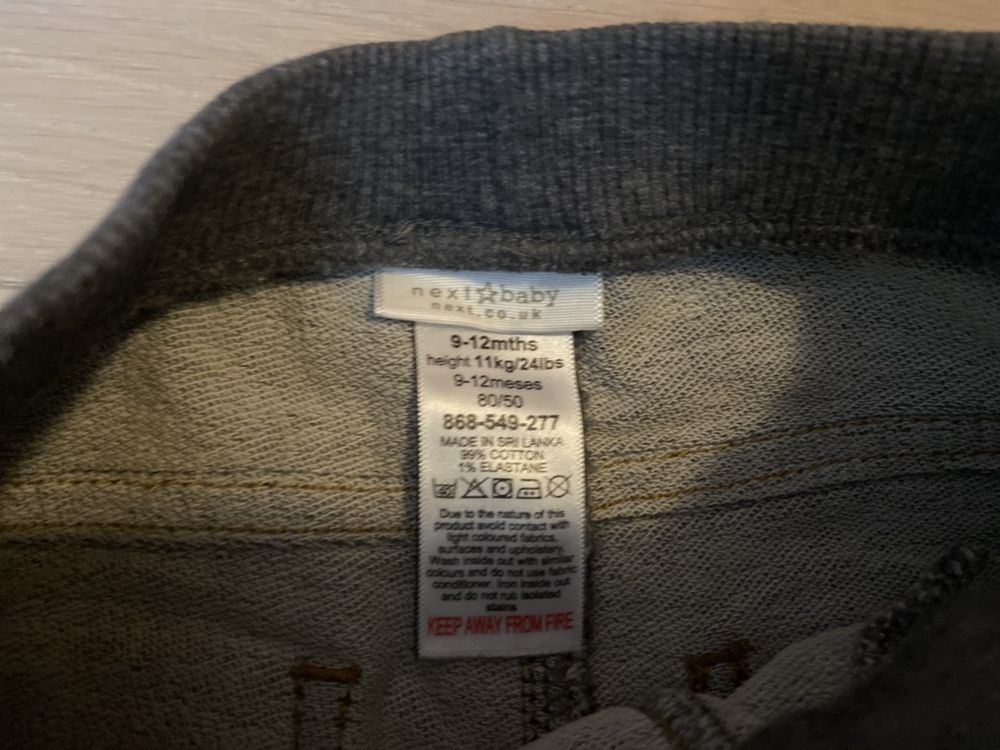 next☆baby
next.co.uk
9-12mths
height 11kg/24lbs
9-12meses
80/50
868-549-277
MADE IN SRI LANKA
99% COTTON
1% ELASTANE
Due to the nature of this
product avoid contact with
light coloured fabrics,
surfaces and upholstery.
Wash inside out with similar
colours and do not use fabric
conditioner. Iron inside out
and do not rub isolated
stains
KEEP AWAY FROM FIRE